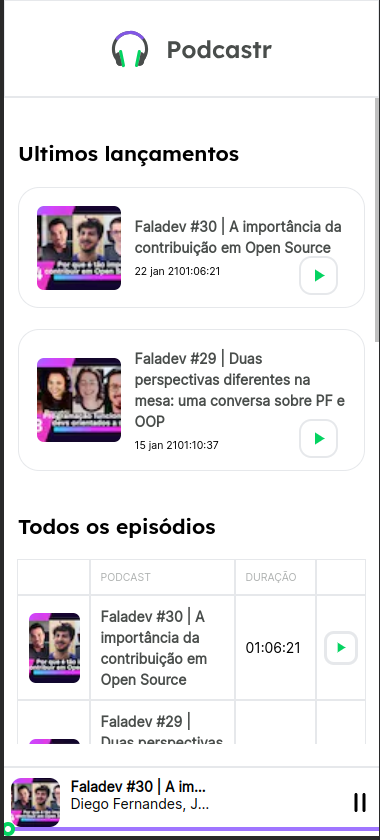 Podcastr
Ultimos lançamentos
Faladev #30 | A importância da
contribuição em Open Source
22 jan 2101:06:21
Faladev #29 | Duas
perspectivas diferentes na
mesa: uma conversa sobre PF e
OOP
15 jan 2101:10:37
Todos os episódios
PODCAST
DURAÇÃO
Faladev #30 | A
importância da
contribuição em
Open Source
01:06:21
Faladev #29 |
Duas perspectivas
Faladev #30 | A im...
Diego Fernandes, J...